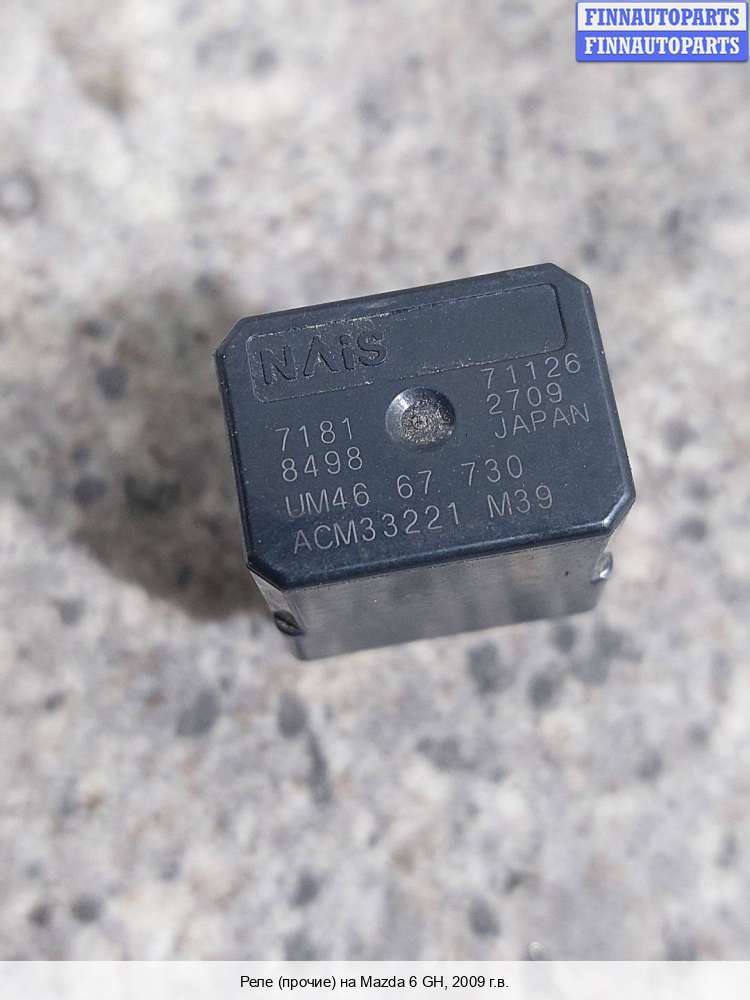 FINNAUTOPARTS
FINNAUTOPARTS
NAiS
7181
8498
71126
2709
JAPAN
UM46 67 730
ACM33221 M39
Реле (прочие) на Mazda 6 GH, 2009 г.в.